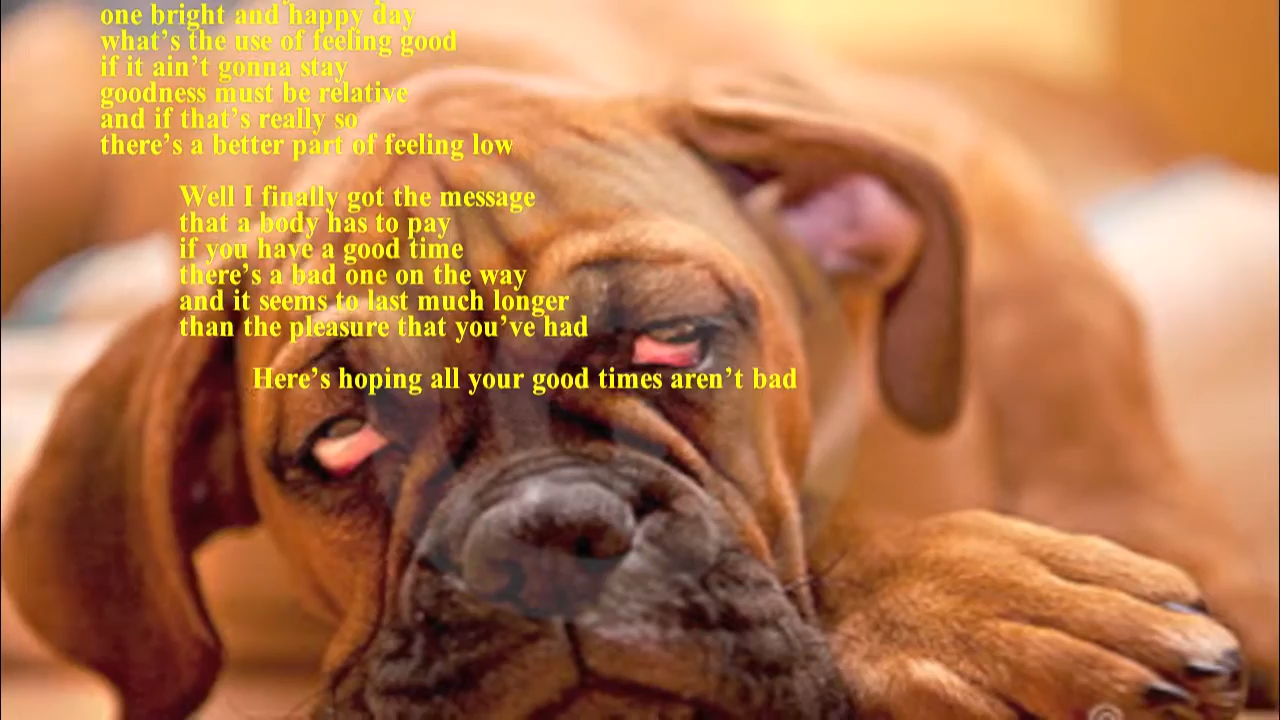 one bright and happy day
what’s the use of feeling good
if it ain’t gonna stay
goodness must be relative
and if that’s really so
there’s a better part of feeling low
Well I finally got the message
that a body has to pay
if you have a good time
there’s a bad one on the way
and it seems to last much longer
than the pleasure that you’ve had
Here’s hoping all your good times aren’t bad